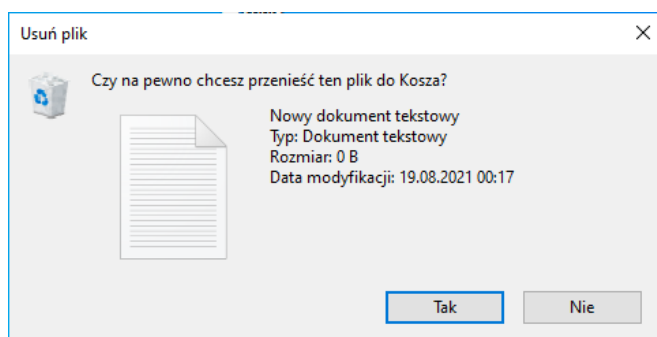 Usuń plik
Czy na pewno chcesz przenieść ten plik do Kosza?
Nowy dokument tekstowy
Typ: Dokument tekstowy
Rozmiar: 0 B
Data modyfikacji: 19.08.2021 00:17
Tak
Nie